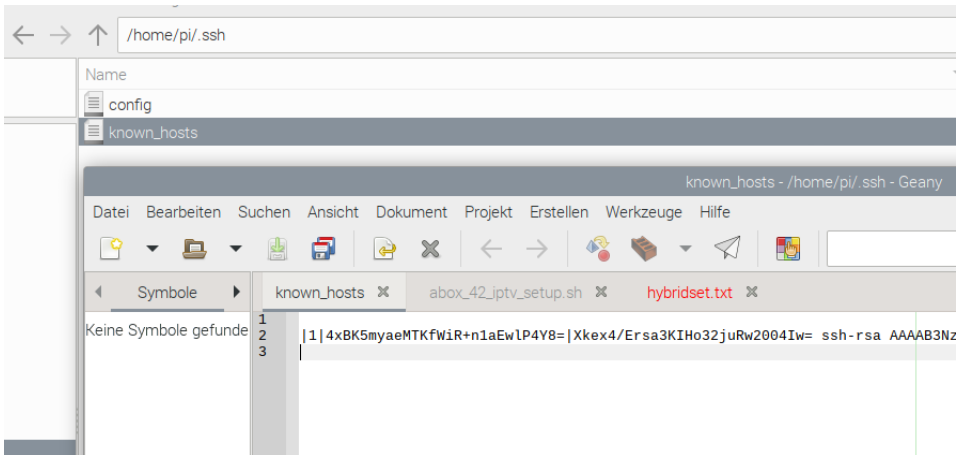 /home/pi/.ssh
Name
config
known_hosts
known_hosts - /home/pi/.ssh - Geany
Datei Bearbeiten Suchen Ansicht Dokument Projekt Erstellen Werkzeuge Hilfe
Symbole known_hosts abox_42_iptv_setup.sh hybridset.txt
Keine Symbole gefunde
1
2 |1|4xBK5myaeMTKfWiR+n1aEwlP4Y8=|Xkex4/Ersa3KIHo32juRw2004Iw= ssh-rsa AAAAB3Nz
3